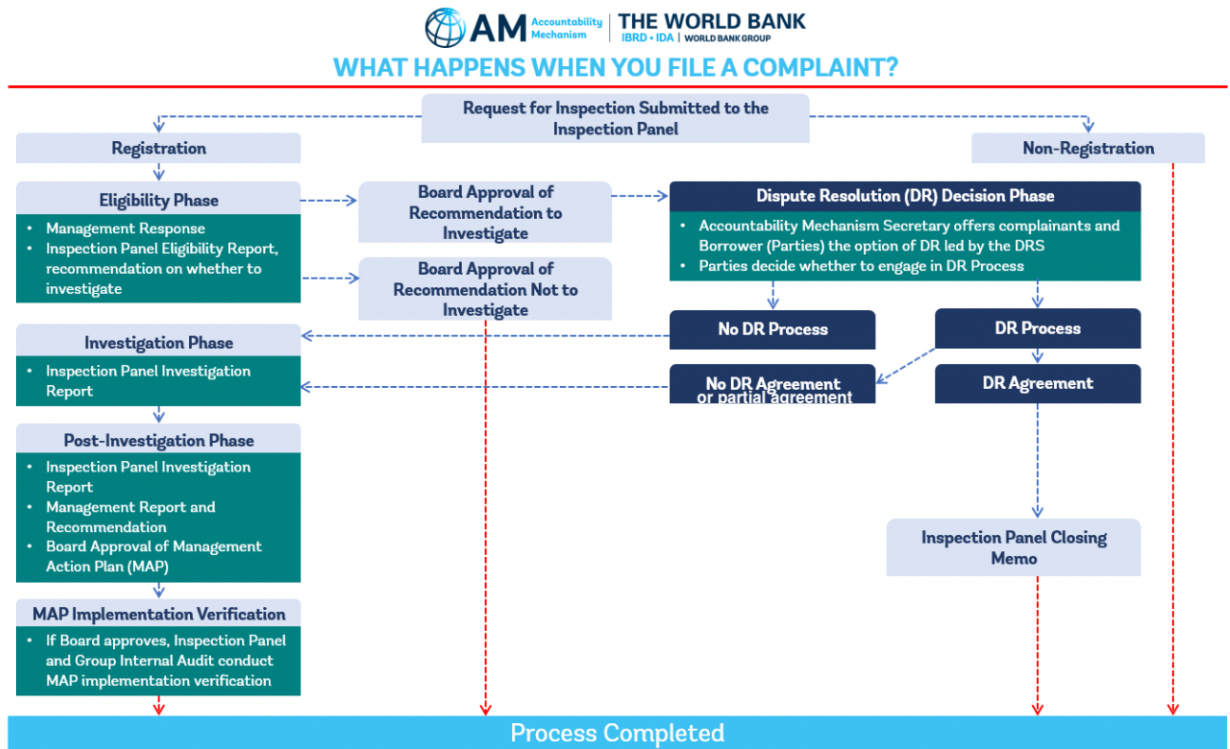 AM Accountability Mechanism
THE WORLD BANK
IBRD • IDA | WORLD BANK GROUP
WHAT HAPPENS WHEN YOU FILE A COMPLAINT?
Request for Inspection Submitted to the
Inspection Panel
Registration
Non-Registration
Eligibility Phase
• Management Response
• Inspection Panel Eligibility Report,
recommendation on whether to
investigate
Board Approval of
Recommendation to
Investigate
Board Approval of
Recommendation Not to
Investigate
Dispute Resolution (DR) Decision Phase
• Accountability Mechanism Secretary offers complainants and
Borrower (Parties) the option of DR led by the DRS
• Parties decide whether to engage in DR Process
No DR Process
DR Process
No DR Agreement
or partial agreement
DR Agreement
Investigation Phase
• Inspection Panel Investigation
Report
Post-Investigation Phase
• Inspection Panel Investigation
Report
• Management Report and
Recommendation
• Board Approval of Management
Action Plan (MAP)
Inspection Panel Closing
Memo
MAP Implementation Verification
• If Board approves, Inspection Panel
and Group Internal Audit conduct
MAP implementation verification
Process Completed